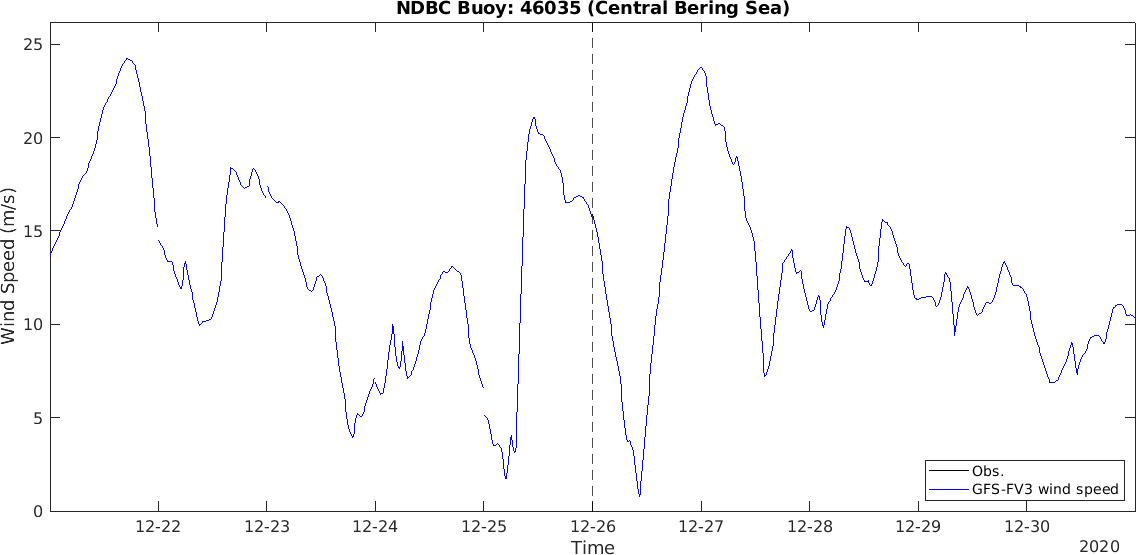 NDBC Buoy: 46035 (Central Bering Sea)
25
20
15
10
5
0
Wind Speed (m/s)
12-22 12-23 12-24 12-25 12-26 12-27 12-28 12-29 12-30
Time
2020
Obs.
GFS-FV3 wind speed